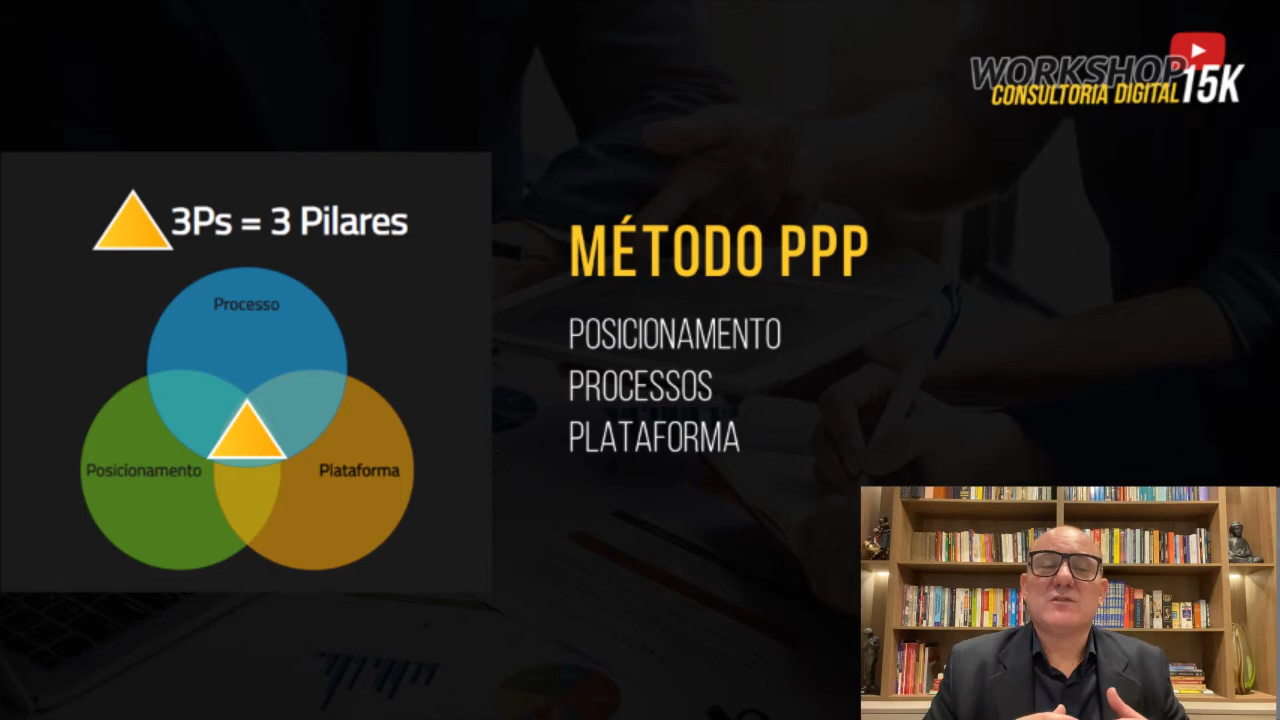 WORKSHOP
CONSULTORIA DIGITAL 15K
3Ps = 3 Pilares
Processo
Posicionamento
Plataforma
MÉTODO PPP
POSICIONAMENTO
PROCESSOS
PLATAFORMA